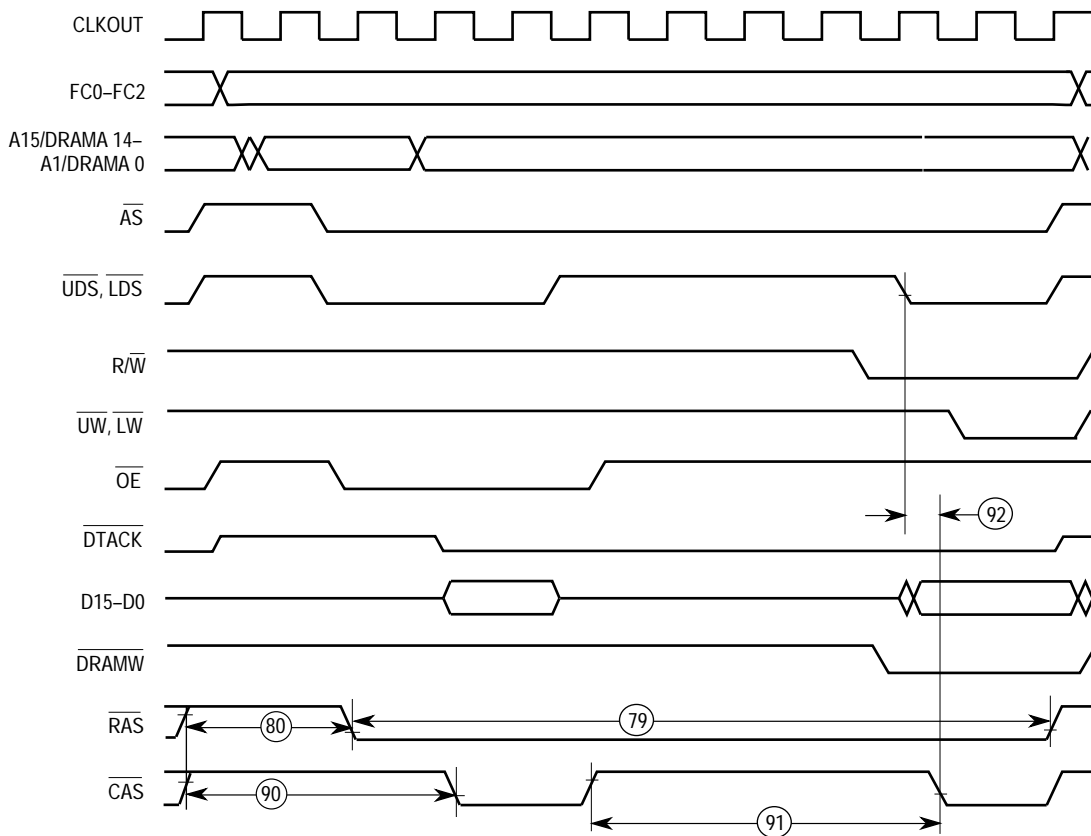 CLKOUT
FC0–FC2
A15/DRAMA 14–
A1/DRAMA 0
AS
UDS, LDS
R/W
UW, LW
OE
92
DTACK
D15–D0
DRAMW
RAS
80
79
CAS
90
91